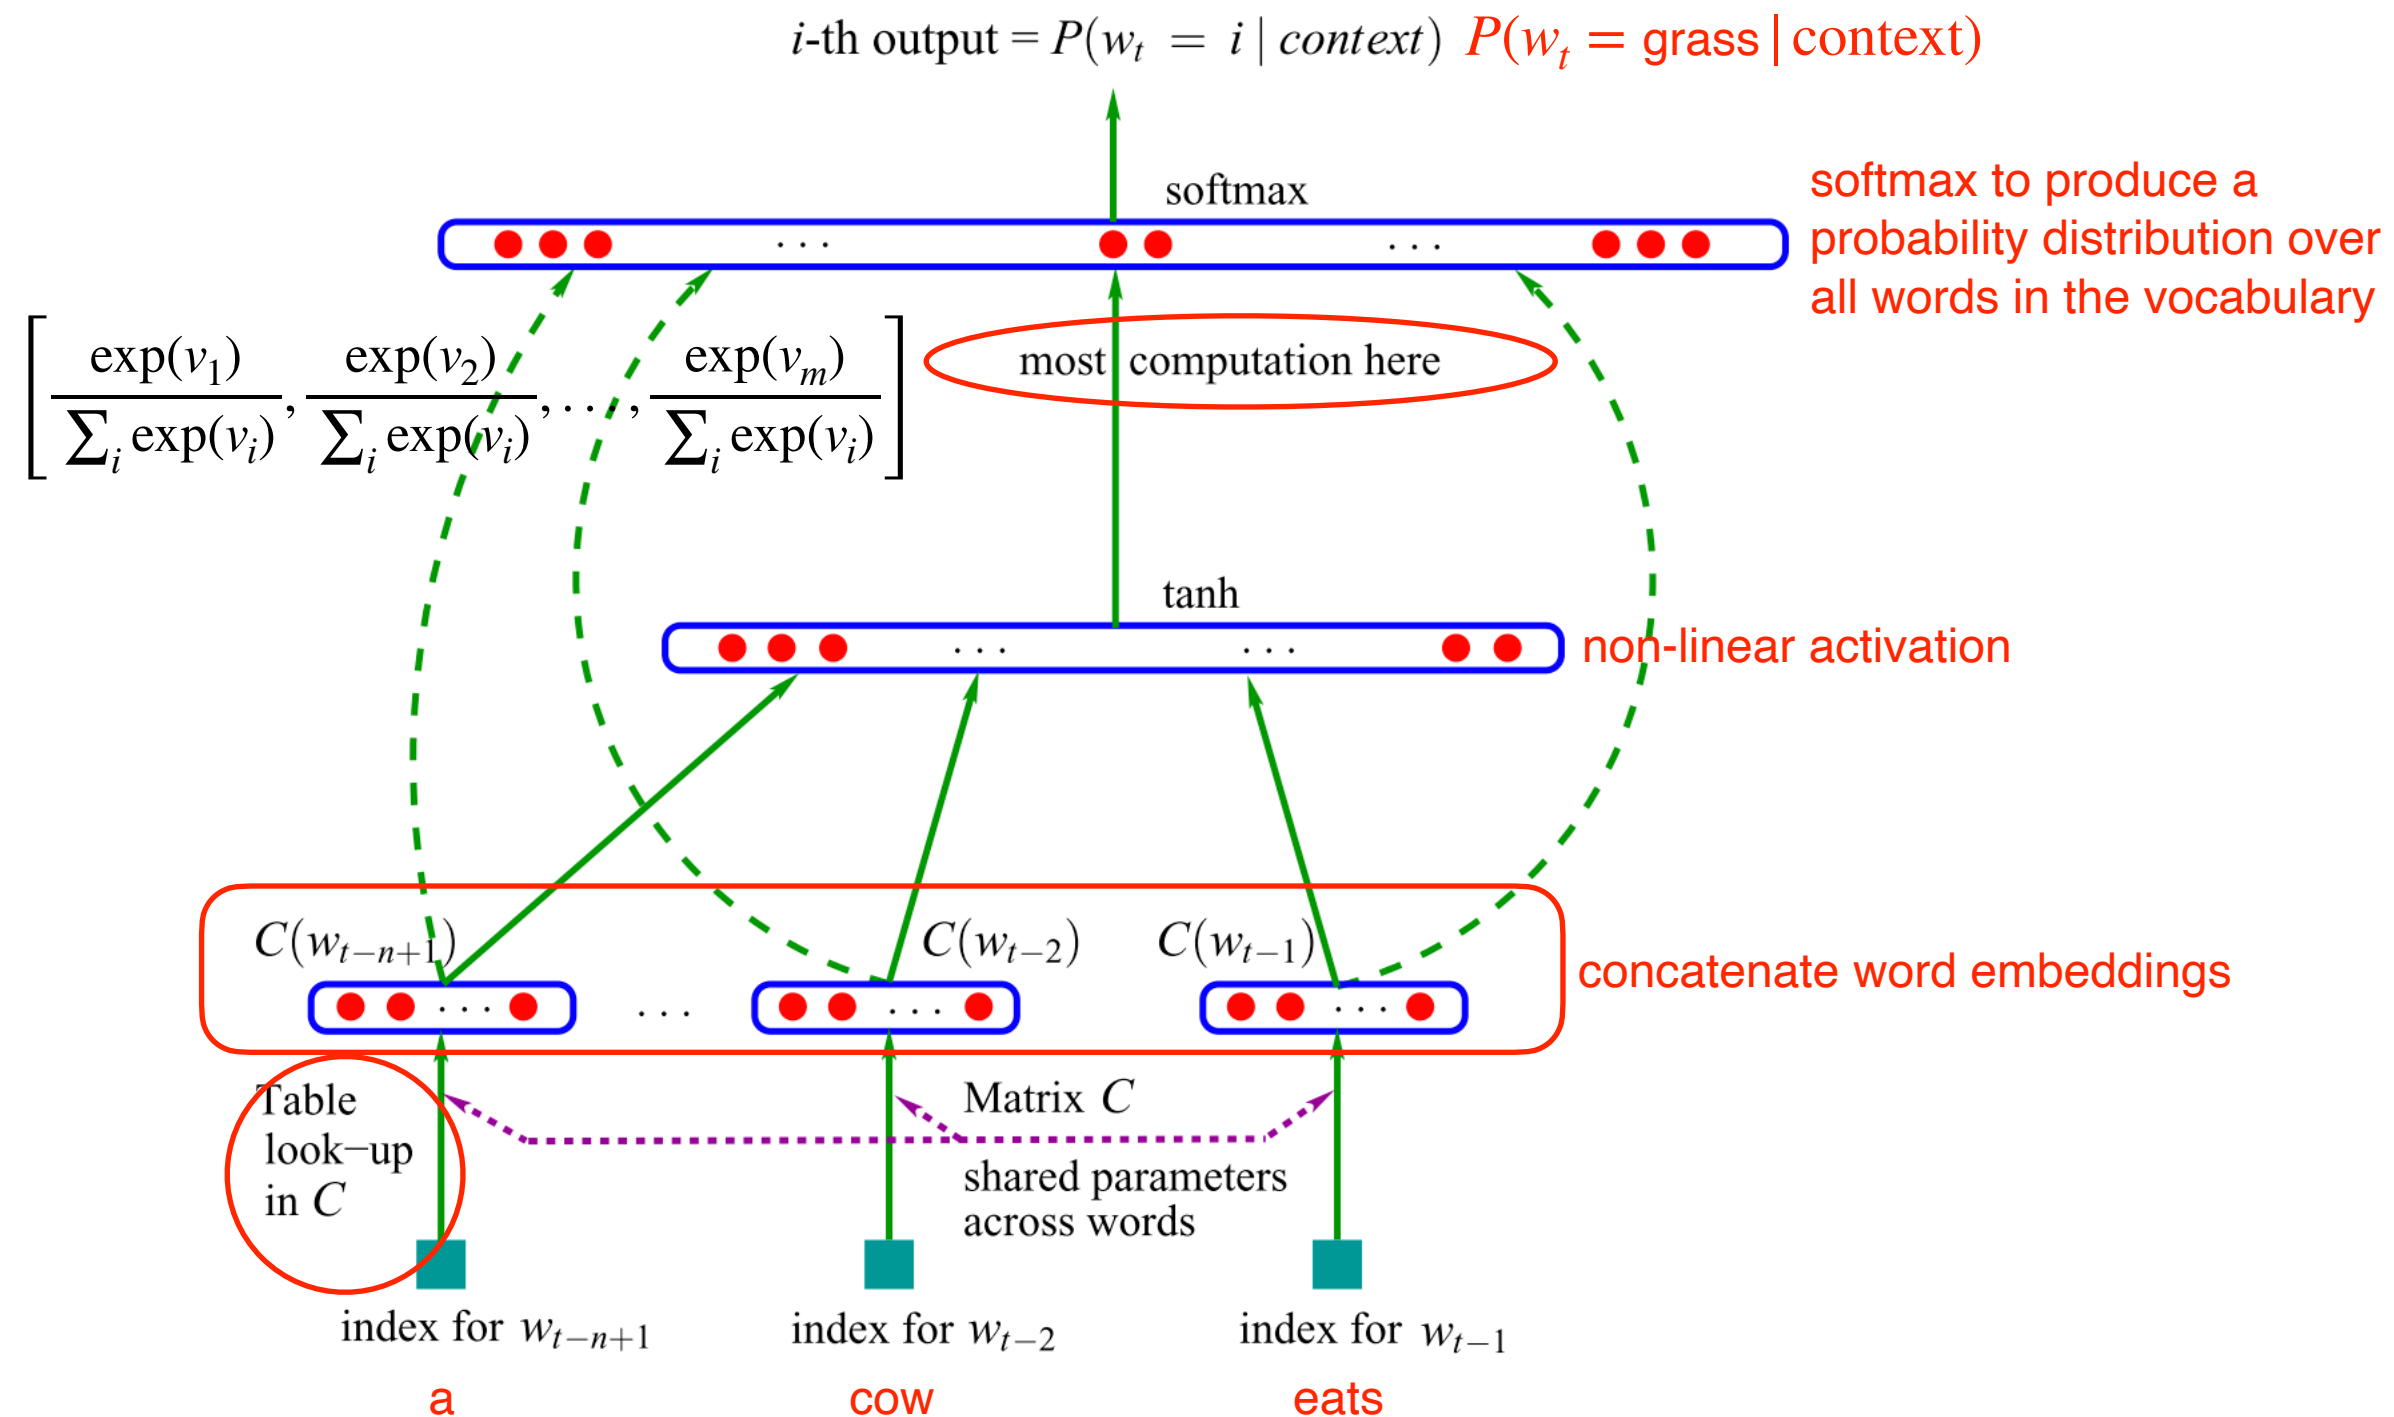 i-th output = P(w_t = i | context) P(w_t = grass | context)
softmax
softmax to produce a
probability distribution over
all words in the vocabulary
· · ·
· · ·
[ exp(v_1) / ∑_i exp(v_i) , exp(v_2) / ∑_i exp(v_i) , . . . , exp(v_m) / ∑_i exp(v_i) ]
most computation here
tanh
· · ·
· · ·
non-linear activation
C(w_{t−n+1})
C(w_{t−2})
C(w_{t−1})
concatenate word embeddings
· · ·
· · ·
· · ·
· · ·
Table
look−up
in C
Matrix C
shared parameters
across words
index for w_{t−n+1}
index for w_{t−2}
index for w_{t−1}
a
cow
eats